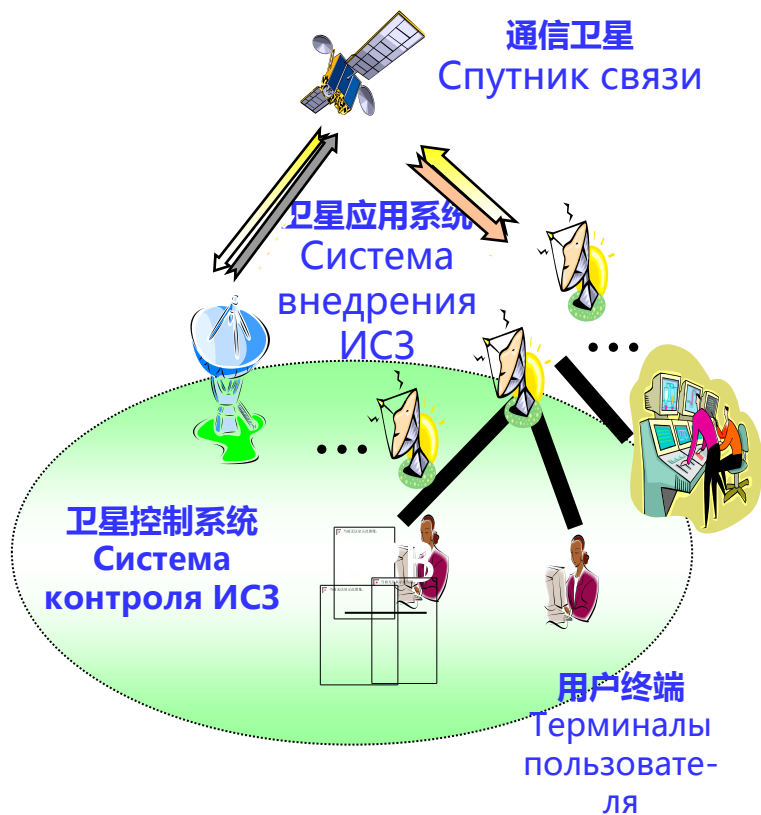 通信卫星
Спутник связи
卫星应用系统
Система
внедрения
ИСЗ
...
...
卫星控制系统
Система
контроля ИСЗ
В
用户终端
Терминалы
пользовате-
ля